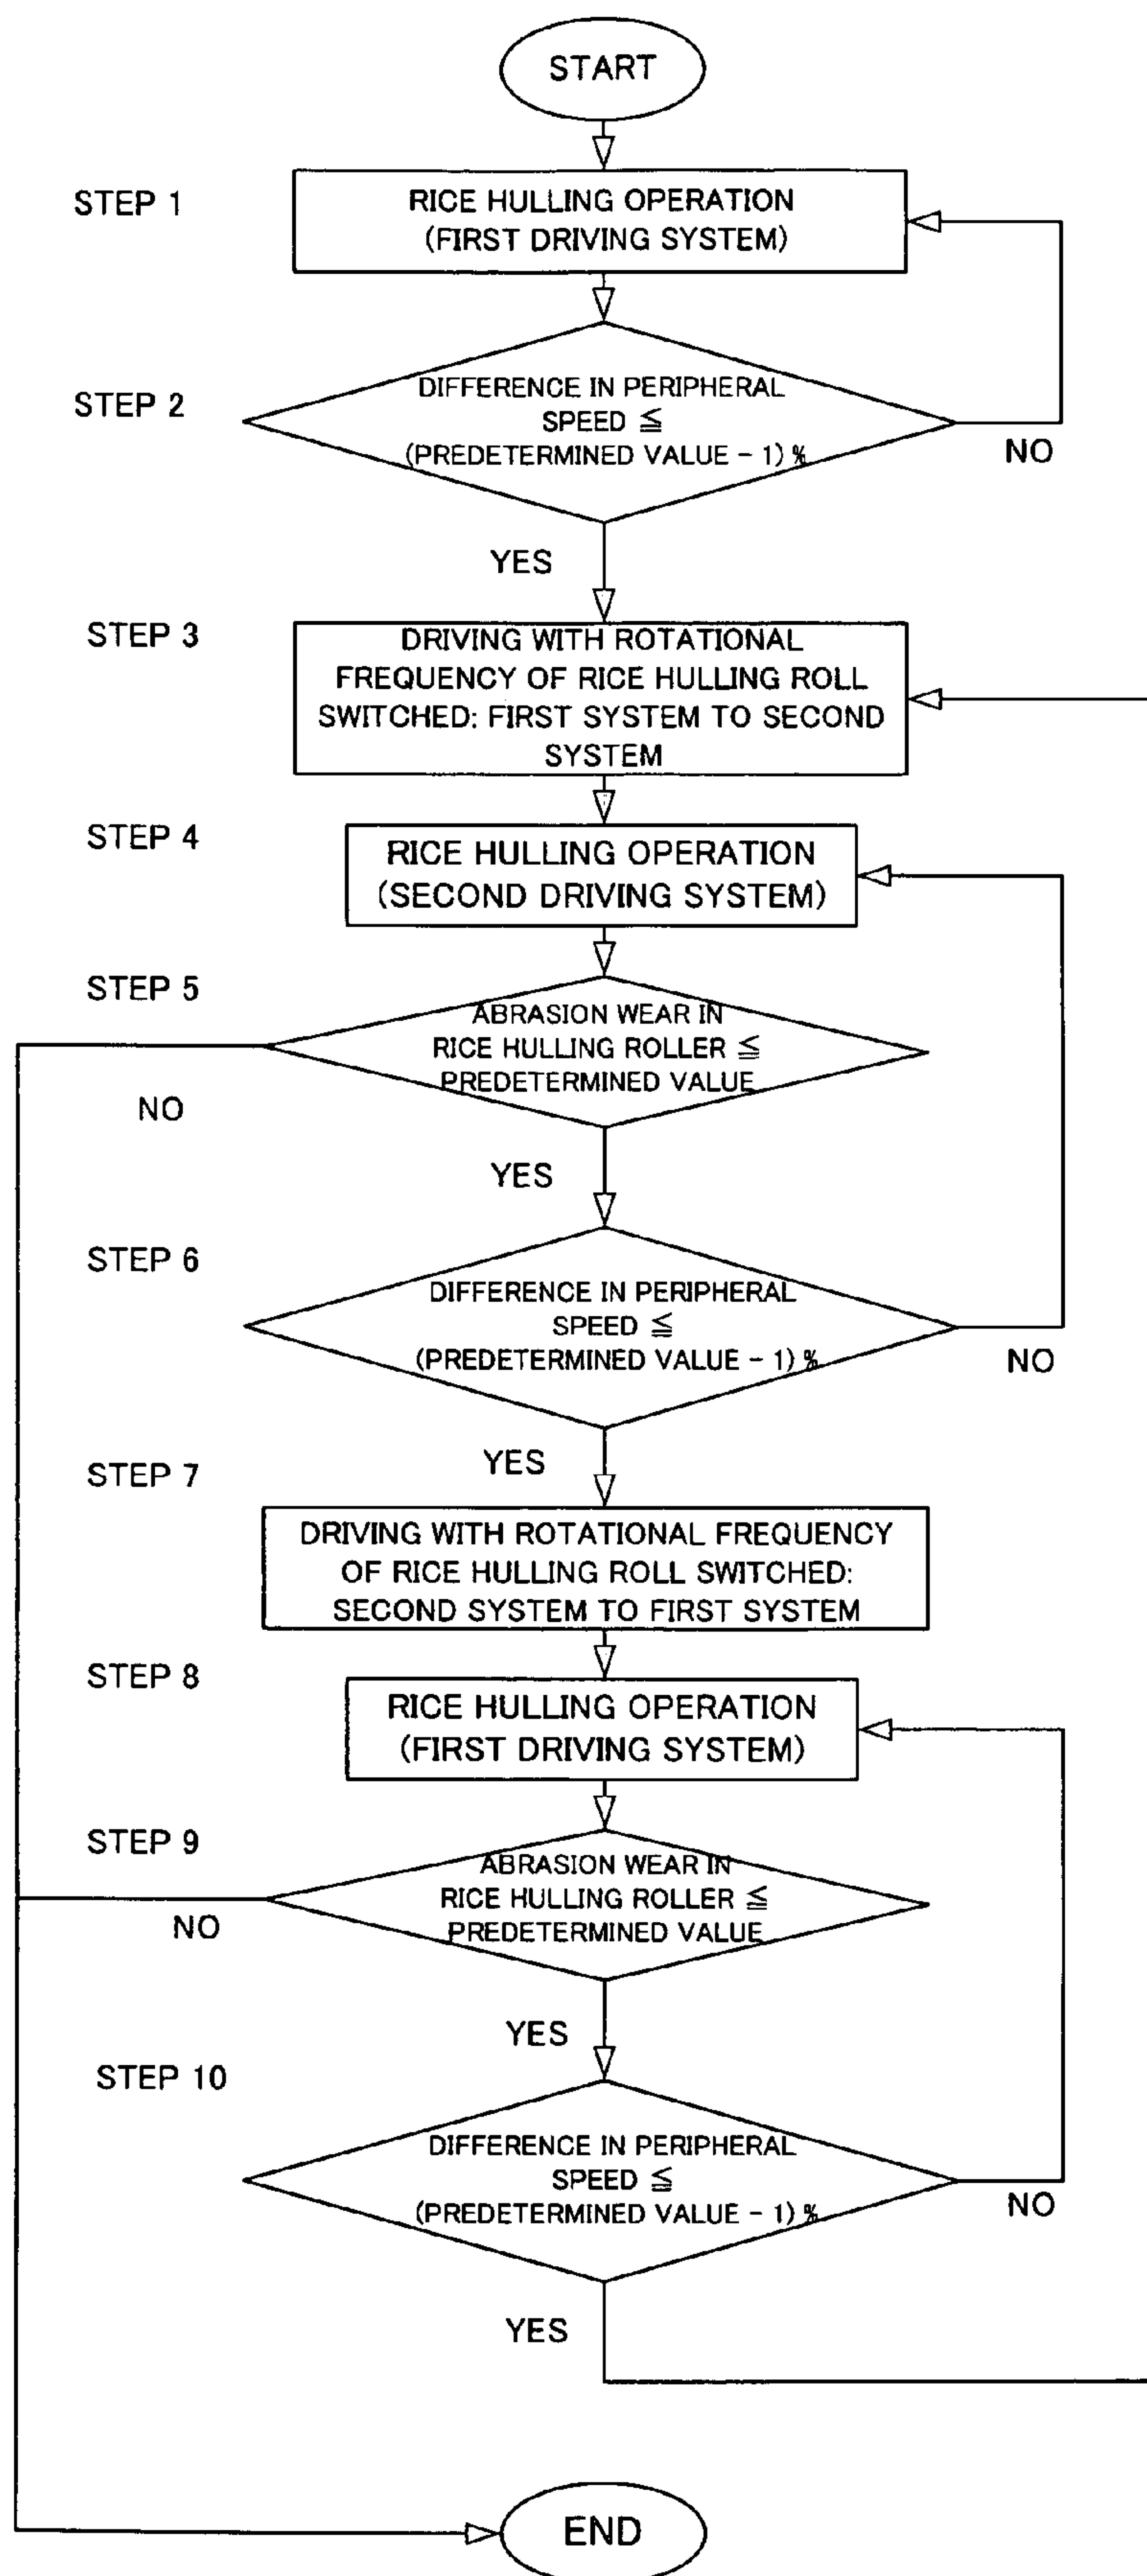 START
STEP 1
RICE HULLING OPERATION
(FIRST DRIVING SYSTEM)
STEP 2
DIFFERENCE IN PERIPHERAL
SPEED ≦
(PREDETERMINED VALUE - 1) %
NO
YES
STEP 3
DRIVING WITH ROTATIONAL
FREQUENCY OF RICE HULLING ROLL
SWITCHED: FIRST SYSTEM TO SECOND
SYSTEM
STEP 4
RICE HULLING OPERATION
(SECOND DRIVING SYSTEM)
STEP 5
ABRASION WEAR IN
RICE HULLING ROLLER ≦
PREDETERMINED VALUE
NO
YES
STEP 6
DIFFERENCE IN PERIPHERAL
SPEED ≦
(PREDETERMINED VALUE - 1) %
NO
YES
STEP 7
DRIVING WITH ROTATIONAL FREQUENCY
OF RICE HULLING ROLL SWITCHED:
SECOND SYSTEM TO FIRST SYSTEM
STEP 8
RICE HULLING OPERATION
(FIRST DRIVING SYSTEM)
STEP 9
ABRASION WEAR IN
RICE HULLING ROLLER ≦
PREDETERMINED VALUE
NO
YES
STEP 10
DIFFERENCE IN PERIPHERAL
SPEED ≦
(PREDETERMINED VALUE - 1) %
NO
YES
END